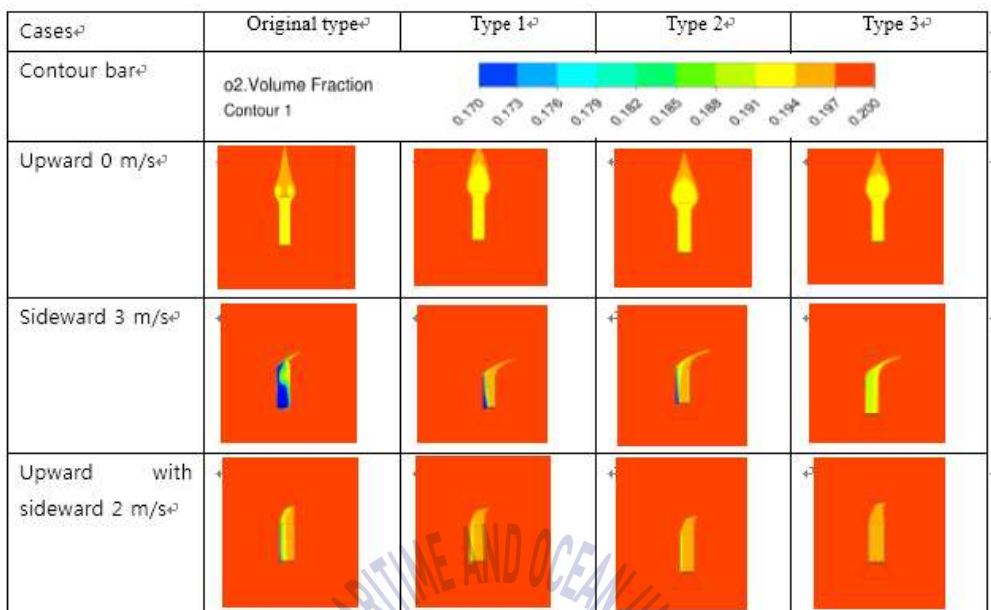 Cases Original type Type 1 Type 2 Type 3
Contour bar
o2.Volume Fraction
Contour 1
0.170 0.173 0.176 0.179 0.182 0.185 0.188 0.191 0.194 0.197 0.200
Upward 0 m/s
Sideward 3 m/s
Upward with
sideward 2 m/s
AND OCEAN